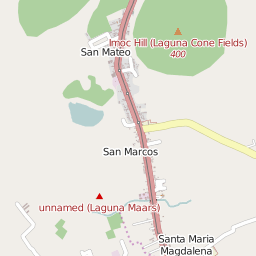 Imoc Hill (Laguna Cone Fields)
400
San Mateo
San Marcos
unnamed (Laguna Maars)
Santa Maria
Magdalena